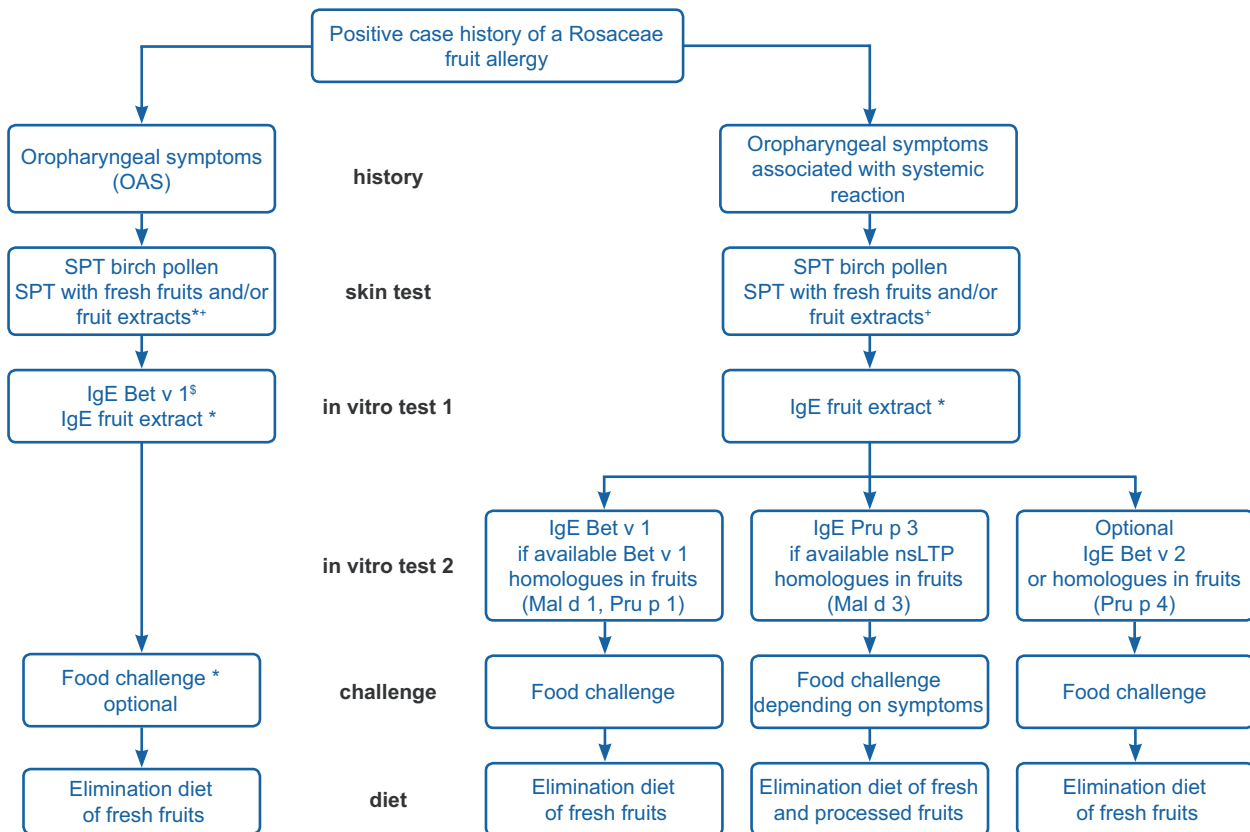 Positive case history of a Rosaceae
fruit allergy
Oropharyngeal symptoms
(OAS)
history
Oropharyngeal symptoms
associated with systemic
reaction
SPT birch pollen
SPT with fresh fruits and/or
fruit extracts*⁺
skin test
SPT birch pollen
SPT with fresh fruits and/or
fruit extracts⁺
IgE Bet v 1$
IgE fruit extract *
in vitro test 1
IgE fruit extract *
in vitro test 2
IgE Bet v 1
if available Bet v 1
homologues in fruits
(Mal d 1, Pru p 1)
IgE Pru p 3
if available nsLTP
homologues in fruits
(Mal d 3)
Optional
IgE Bet v 2
or homologues in fruits
(Pru p 4)
Food challenge *
optional
challenge
Food challenge
Food challenge
depending on symptoms
Food challenge
Elimination diet
of fresh fruits
diet
Elimination diet
of fresh fruits
Elimination diet of fresh
and processed fruits
Elimination diet
of fresh fruits